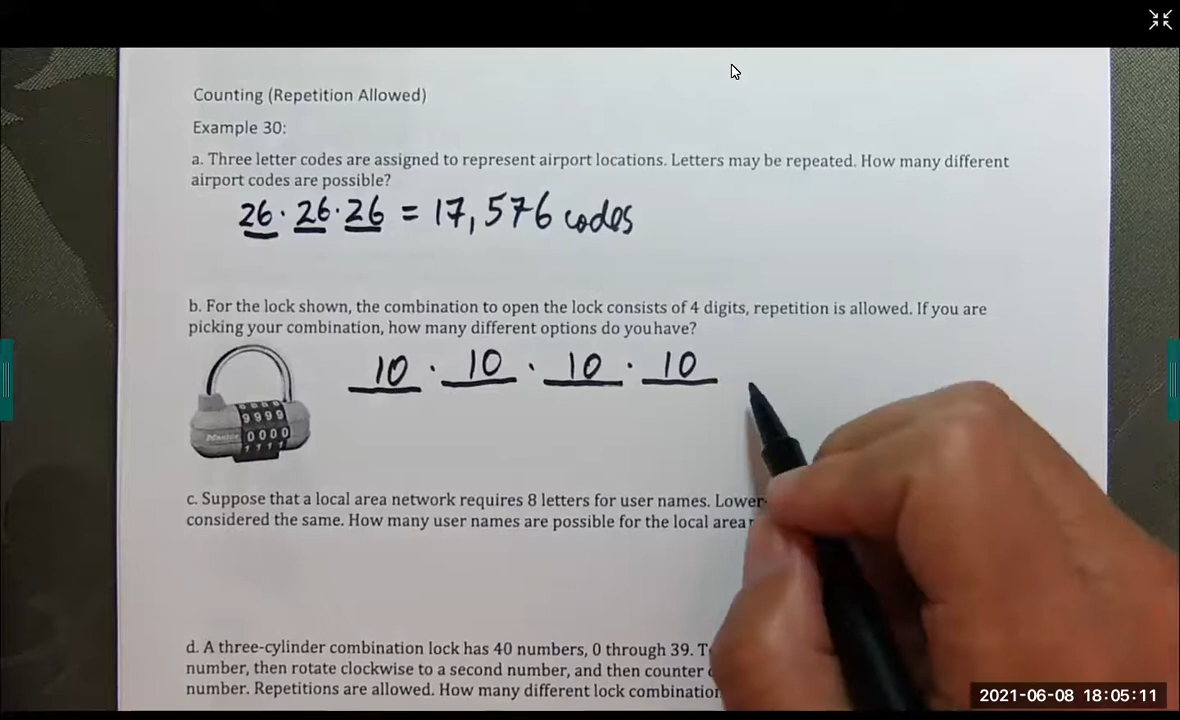 Counting (Repetition Allowed)
Example 30:
a. Three letter codes are assigned to represent airport locations. Letters may be repeated. How many different
airport codes are possible?
26 · 26 · 26 = 17,576 codes
b. For the lock shown, the combination to open the lock consists of 4 digits, repetition is allowed. If you are
picking your combination, how many different options do you have?
10 · 10 · 10 · 10
9999
Master 0000
1111
c. Suppose that a local area network requires 8 letters for user names. Lower-
considered the same. How many user names are possible for the local area
d. A three-cylinder combination lock has 40 numbers, 0 through 39. T
number, then rotate clockwise to a second number, and then counter
number. Repetitions are allowed. How many different lock combination
2021-06-08 18:05:11